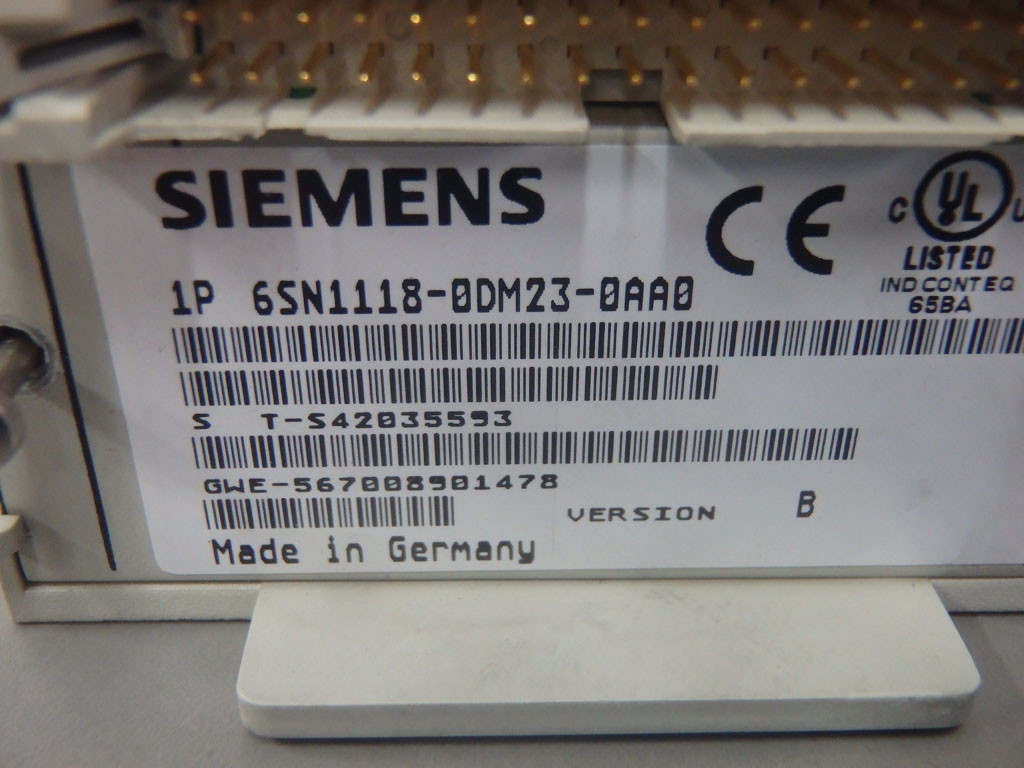 SIEMENS
CE
C UL U
LISTED
IND CONT EQ
65BA
1P 6SN1118-0DM23-0AA0
S T-S42035593
GWE-567008901478
VERSION B
Made in Germany